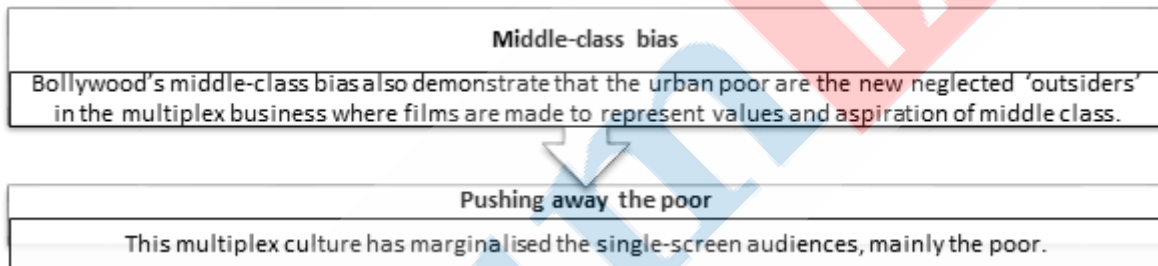 Middle-class bias
Bollywood's middle-class bias also demonstrate that the urban poor are the new neglected 'outsiders'
in the multiplex business where films are made to represent values and aspiration of middle class.
Pushing away the poor
This multiplex culture has marginalised the single-screen audiences, mainly the poor.